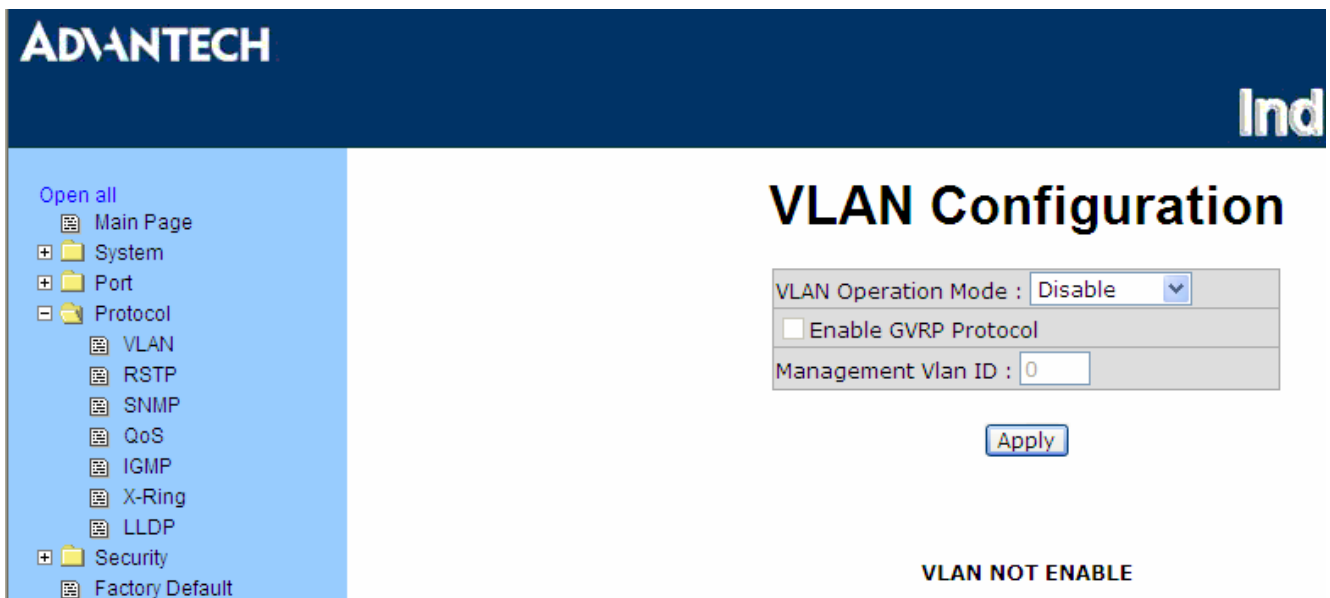 ADVANTECH
Ind
Open all
Main Page
System
Port
Protocol
VLAN
RSTP
SNMP
QoS
IGMP
X-Ring
LLDP
Security
Factory Default
VLAN Configuration
VLAN Operation Mode : Disable
Enable GVRP Protocol
Management Vlan ID : 0
Apply
VLAN NOT ENABLE